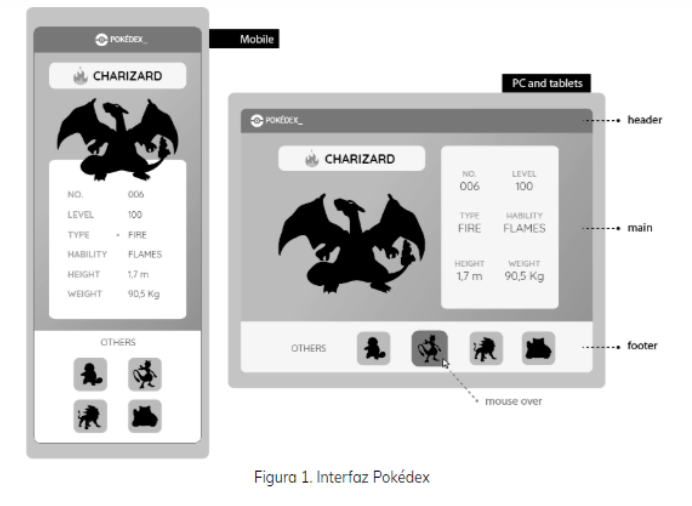 POKÉDEX_
Mobile
CHARIZARD
NO. 006
LEVEL 100
TYPE • FIRE
HABILITY FLAMES
HEIGHT 1,7 m
WEIGHT 90,5 Kg
OTHERS
PC and tablets
POKÉDEX_
header
CHARIZARD
NO. LEVEL
006 100
TYPE HABILITY
FIRE FLAMES
main
HEIGHT WEIGHT
1,7 m 90,5 Kg
OTHERS
footer
mouse over
Figura 1. Interfaz Pokédex